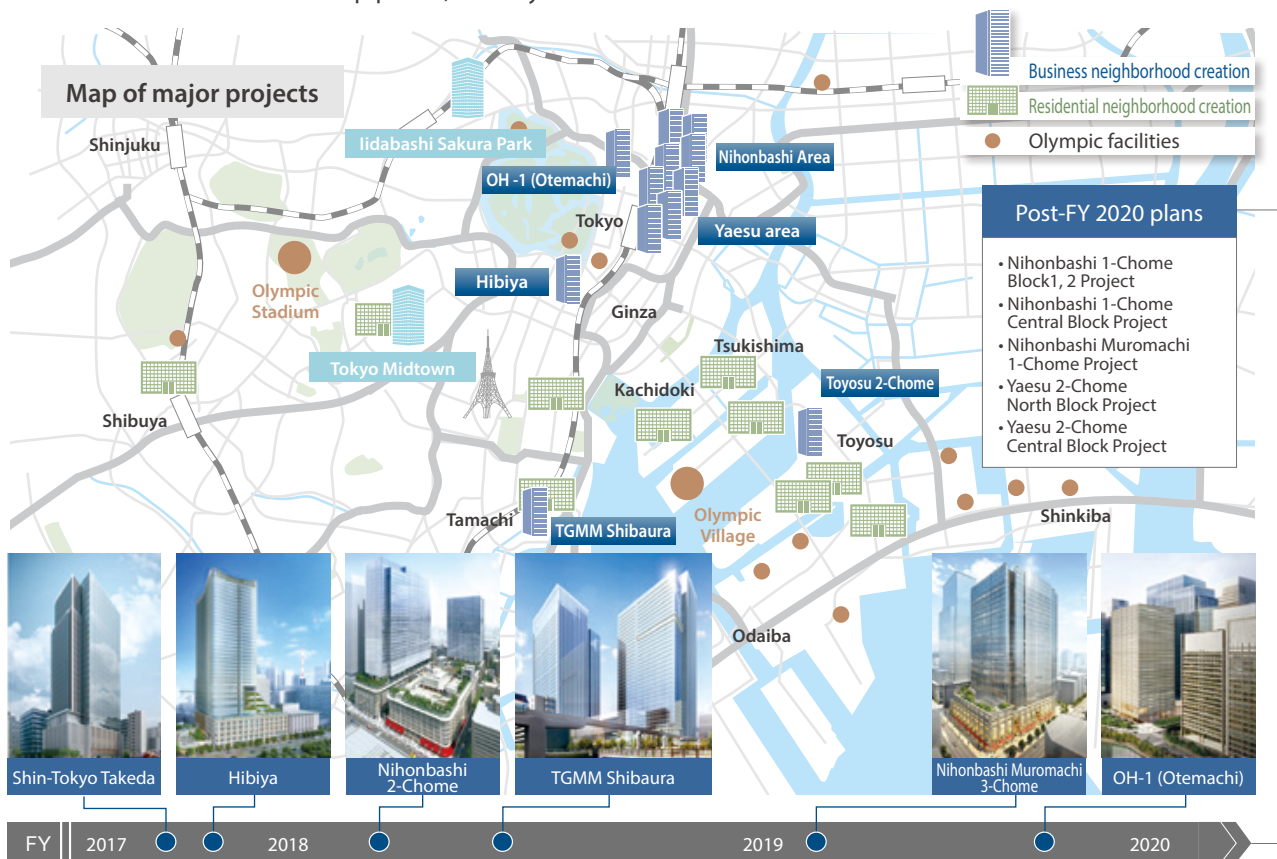 Map of major projects
Business neighborhood creation
Residential neighborhood creation
Olympic facilities
Shinjuku
Iidabashi Sakura Park
OH -1 (Otemachi)
Nihonbashi Area
Tokyo
Yaesu area
Olympic
Stadium
Hibiya
Ginza
Tokyo Midtown
Tsukishima
Kachidoki
Toyosu 2-Chome
Shibuya
Toyosu
Tamachi
TGMM Shibaura
Olympic
Village
Shinkiba
Odaiba
Post-FY 2020 plans
• Nihonbashi 1-Chome
Block1, 2 Project
• Nihonbashi 1-Chome
Central Block Project
• Nihonbashi Muromachi
1-Chome Project
• Yaesu 2-Chome
North Block Project
• Yaesu 2-Chome
Central Block Project
Shin-Tokyo Takeda
Hibiya
Nihonbashi
2-Chome
TGMM Shibaura
Nihonbashi Muromachi
3-Chome
OH-1 (Otemachi)
FY 2017 2018 2019 2020